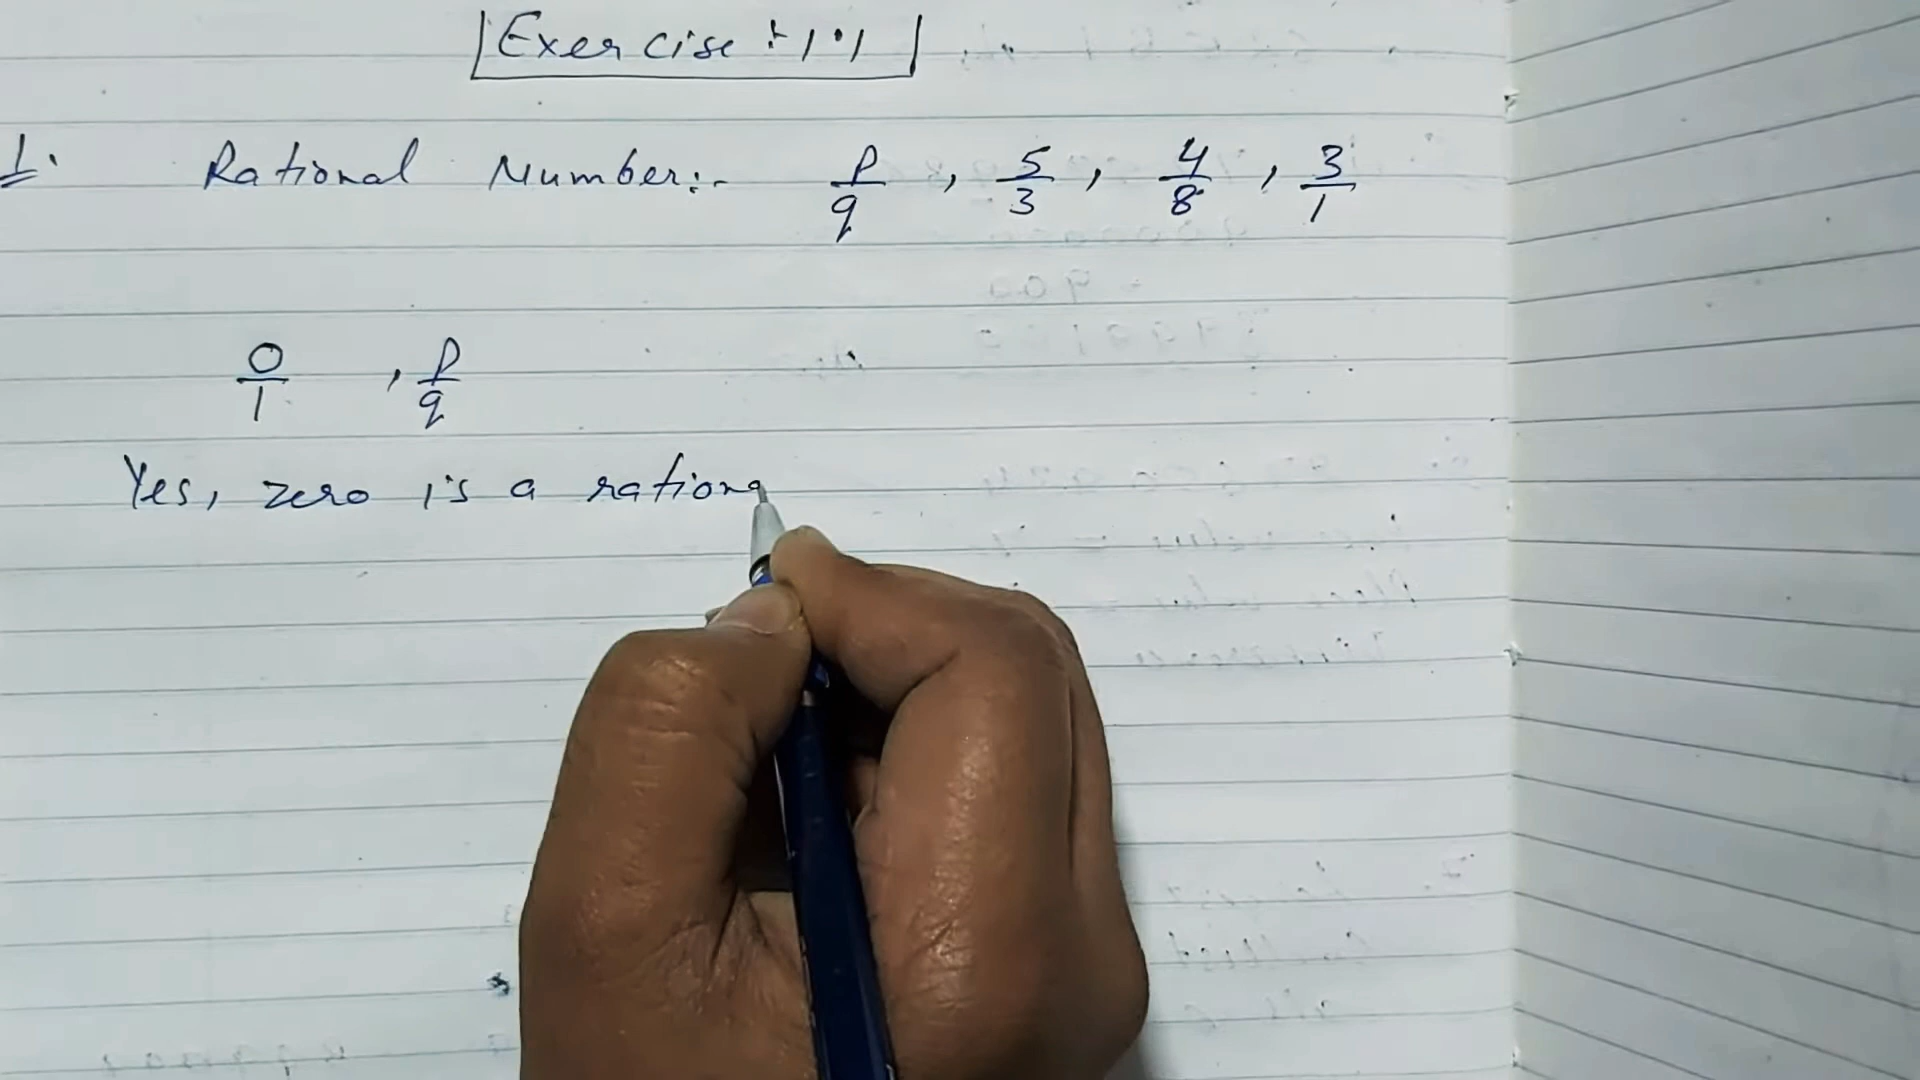 Exercise :- 1.1
1. Rational Number:- p/q , 5/3 , 4/8 , 3/1
0/1 , p/q
Yes, zero is a rationa